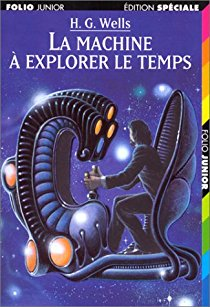 FOLIO JUNIOR
ÉDITION SPÉCIALE
H. G. Wells
LA MACHINE
À EXPLORER LE TEMPS
FOLIO JUNIOR